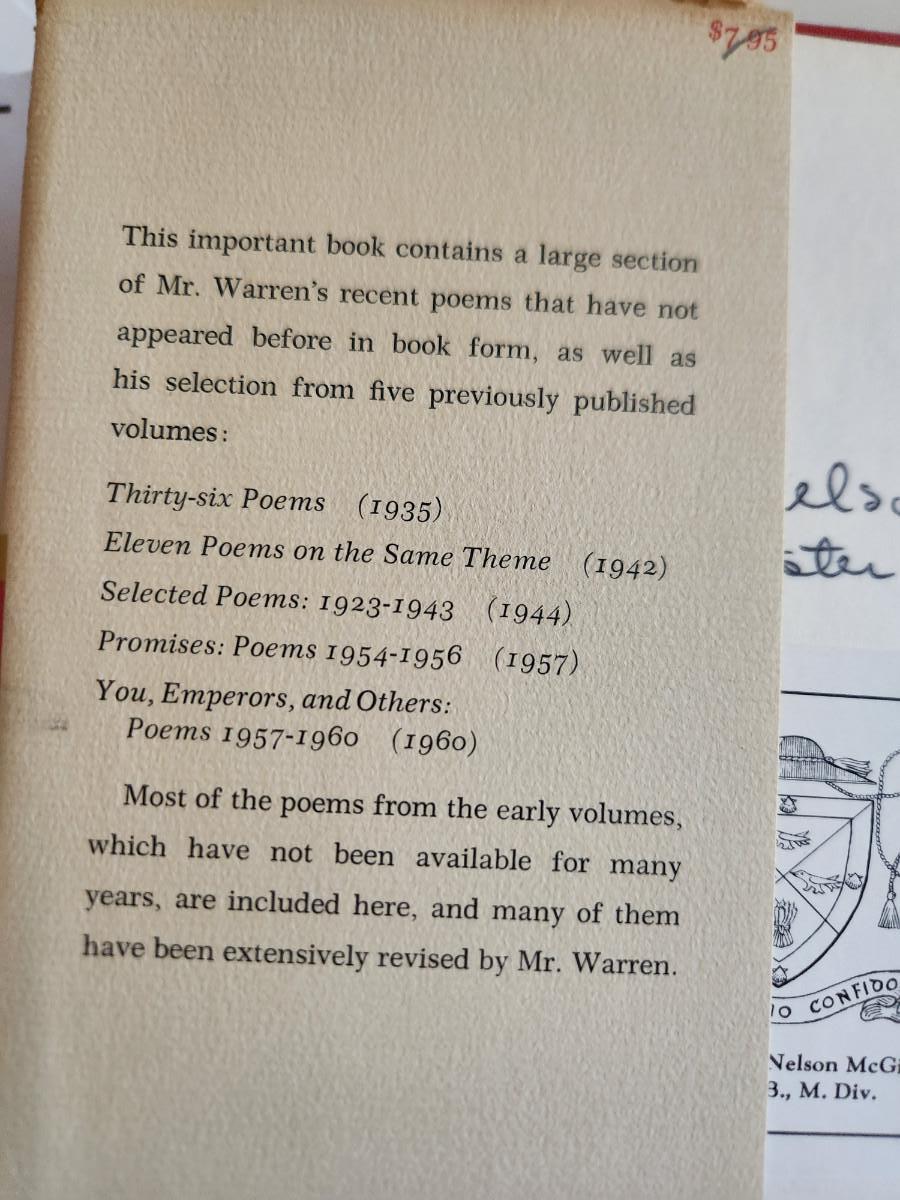 $7.95
This important book contains a large section
of Mr. Warren's recent poems that have not
appeared before in book form, as well as
his selection from five previously published
volumes:
Thirty-six Poems (1935)
Eleven Poems on the Same Theme (1942)
Selected Poems: 1923-1943 (1944)
Promises: Poems 1954-1956 (1957)
You, Emperors, and Others:
Poems 1957-1960 (1960)
Most of the poems from the early volumes,
which have not been available for many
years, are included here, and many of them
have been extensively revised by Mr. Warren.
CONFIDO
Nelson McGi
M. Div.